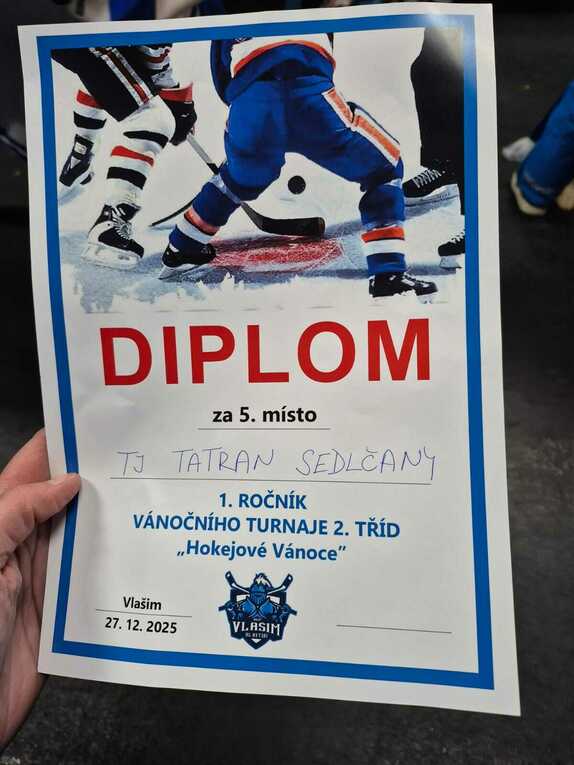 DIPLOM
za 5. místo
TJ TATRAN SEDLČANY
1. ROČNÍK
VÁNOČNÍHO TURNAJE 2. TŘÍD
„Hokejové Vánoce”
Vlašim
27. 12. 2025
VLASIM